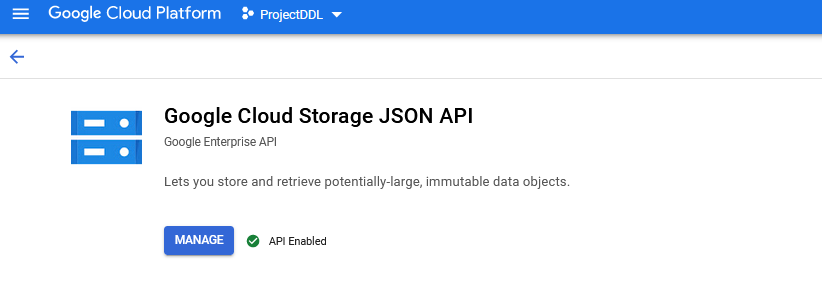 Google Cloud Platform ProjectDDL
Google Cloud Storage JSON API
Google Enterprise API
Lets you store and retrieve potentially-large, immutable data objects.
MANAGE API Enabled